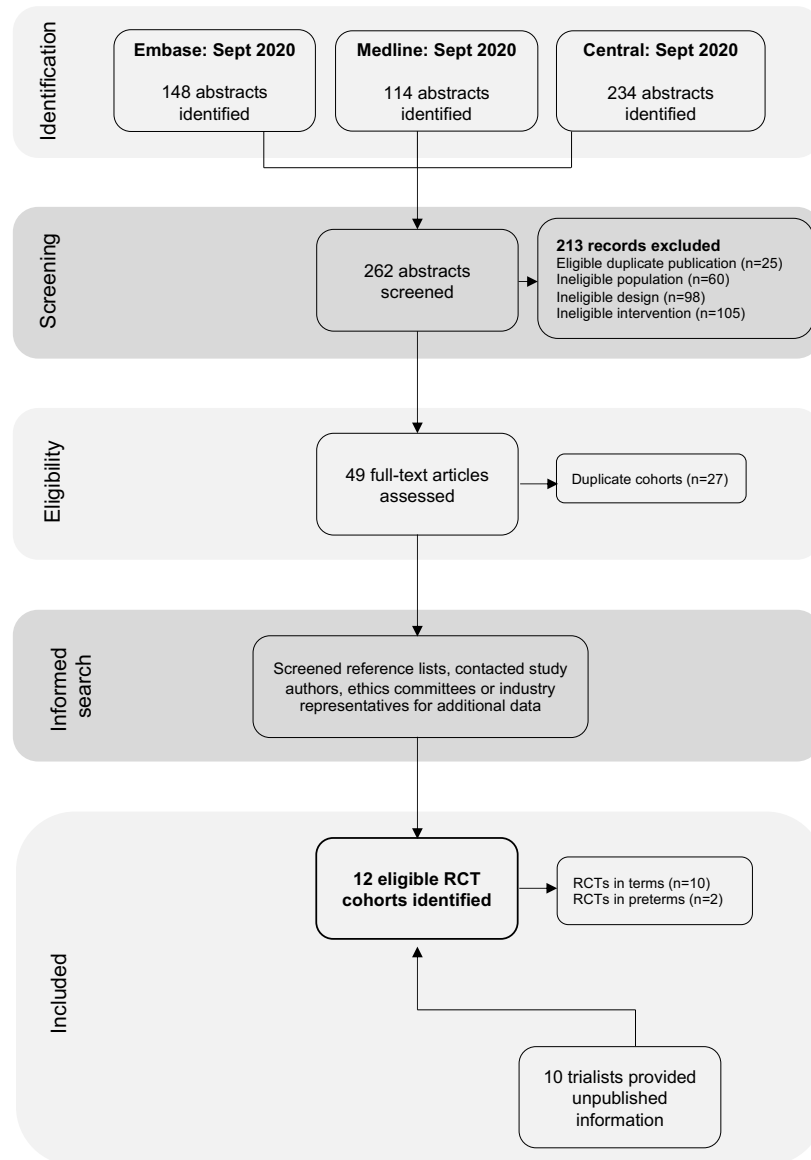 Identification
Embase: Sept 2020
148 abstracts
identified
Medline: Sept 2020
114 abstracts
identified
Central: Sept 2020
234 abstracts
identified
Screening
262 abstracts
screened
213 records excluded
Eligible duplicate publication (n=25)
Ineligible population (n=60)
Ineligible design (n=98)
Ineligible intervention (n=105)
Eligibility
49 full-text articles
assessed
Duplicate cohorts (n=27)
Informed
search
Screened reference lists, contacted study
authors, ethics committees or industry
representatives for additional data
Included
12 eligible RCT
cohorts identified
RCTs in terms (n=10)
RCTs in preterms (n=2)
10 trialists provided
unpublished
information